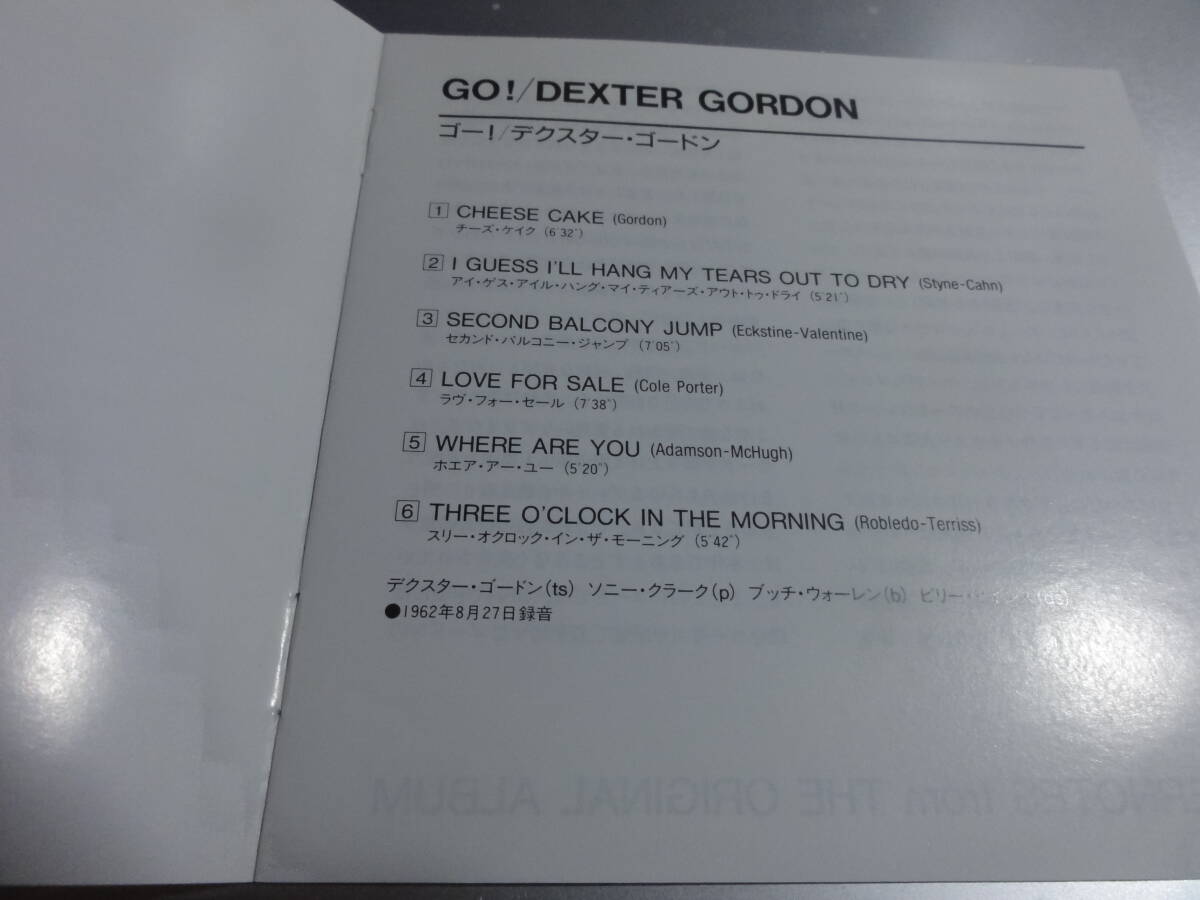 GO!/DEXTER GORDON
ゴー!/デクスター・ゴードン
1 CHEESE CAKE (Gordon)
チーズ・ケイク (6'32")
2 I GUESS I'LL HANG MY TEARS OUT TO DRY (Styne-Cahn)
アイ・ゲス・アイル・ハング・マイ・ティアーズ・アウト・トゥ・ドライ (5'21")
3 SECOND BALCONY JUMP (Eckstine-Valentine)
セカンド・バルコニー・ジャンプ (7'05")
4 LOVE FOR SALE (Cole Porter)
ラヴ・フォー・セール (7'38")
5 WHERE ARE YOU (Adamson-McHugh)
ホエア・アー・ユー (5'20")
6 THREE O'CLOCK IN THE MORNING (Robledo-Terriss)
スリー・オクロック・イン・ザ・モーニング (5'42")
デクスター・ゴードン(ts) ソニー・クラーク(p) ブッチ・ウォーレン(b) ビリー・
●1962年8月27日録音
from THE ORIGINAL ALBUM